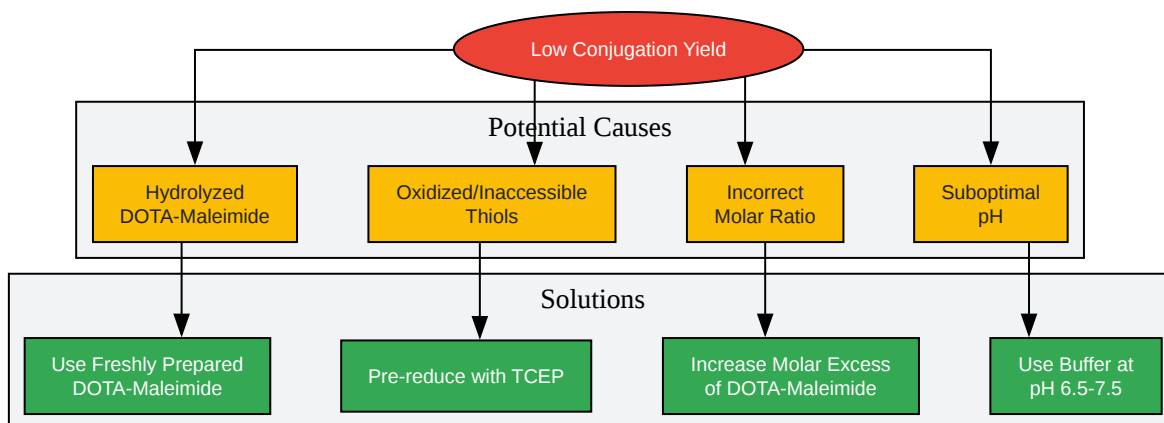 Low Conjugation Yield
Potential Causes
Hydrolyzed
DOTA-Maleimide
Oxidized/Inaccessible
Thiols
Incorrect
Molar Ratio
Suboptimal
pH
Solutions
Use Freshly Prepared
DOTA-Maleimide
Pre-reduce with TCEP
Increase Molar Excess
of DOTA-Maleimide
Use Buffer at
pH 6.5-7.5